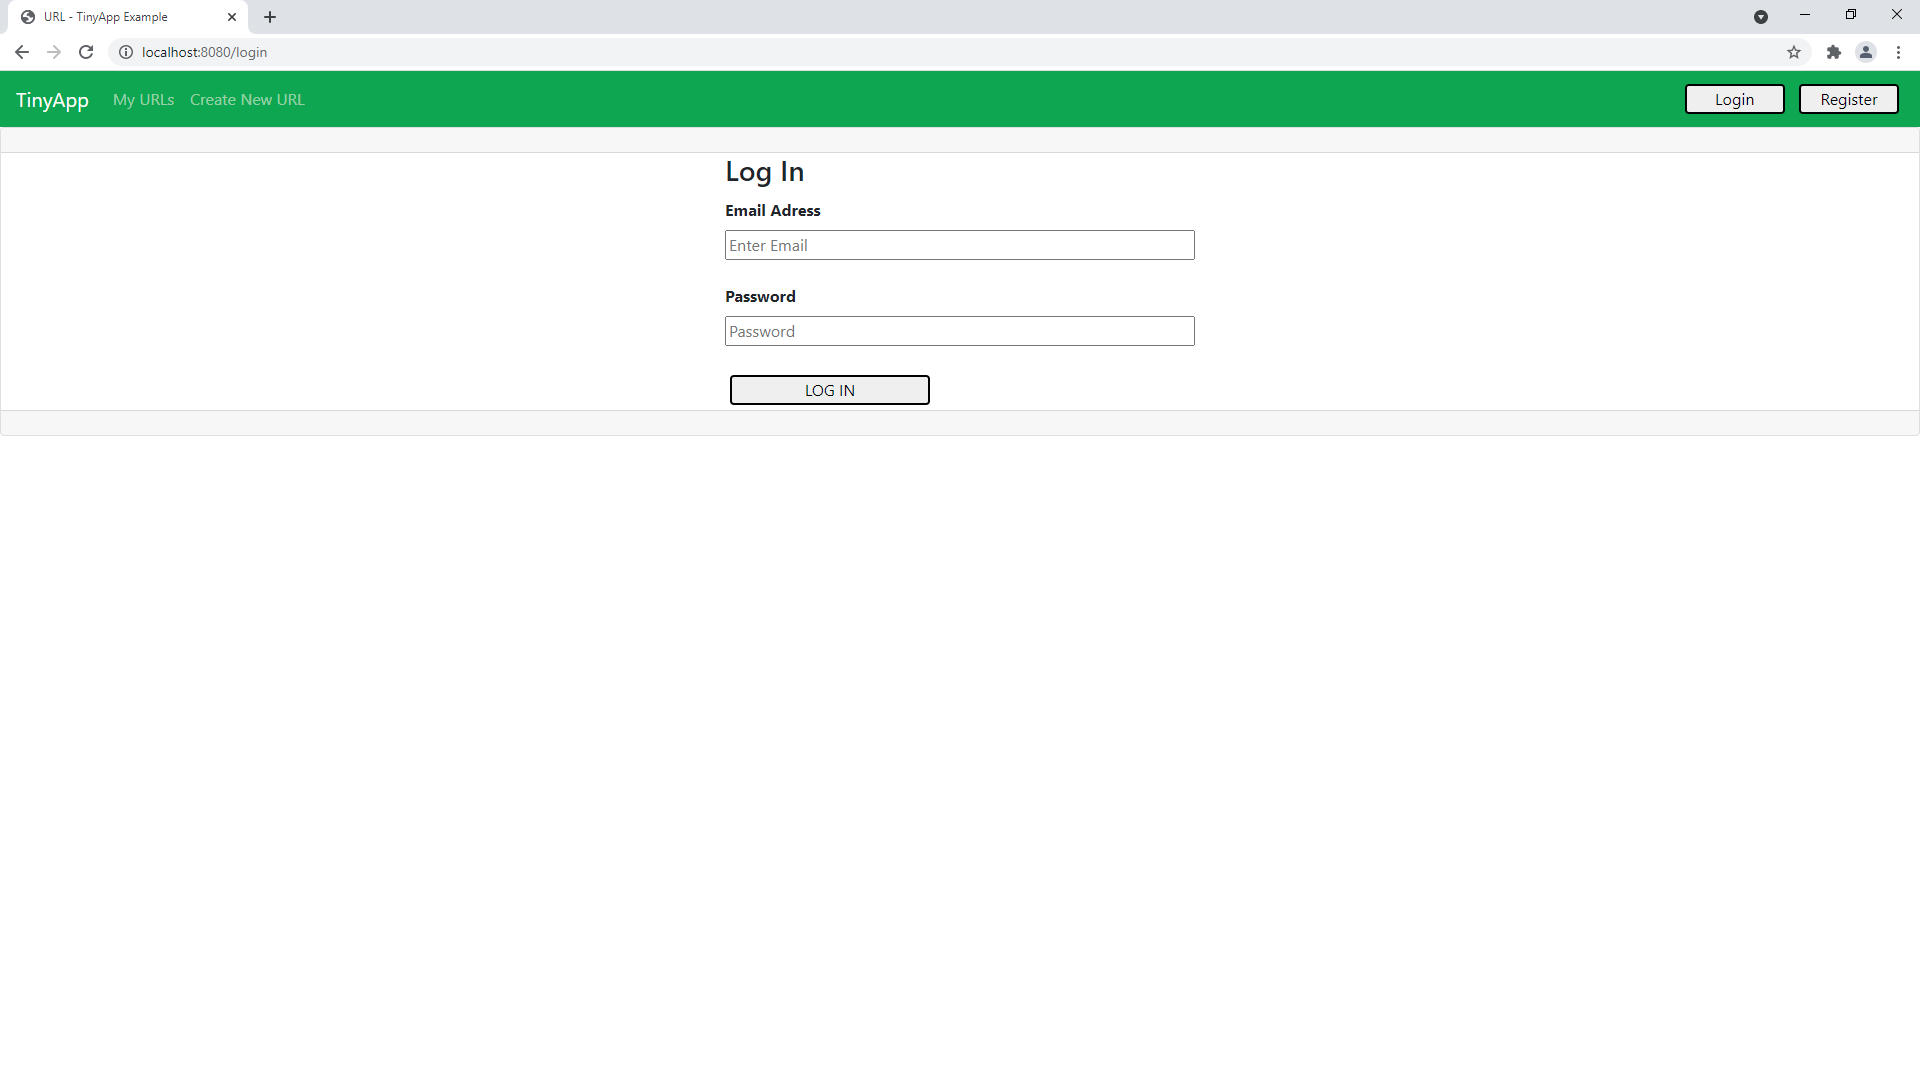 URL - TinyApp Example
localhost:8080/login
TinyApp My URLs Create New URL Login Register
Log In
Email Adress
Enter Email
Password
Password
LOG IN